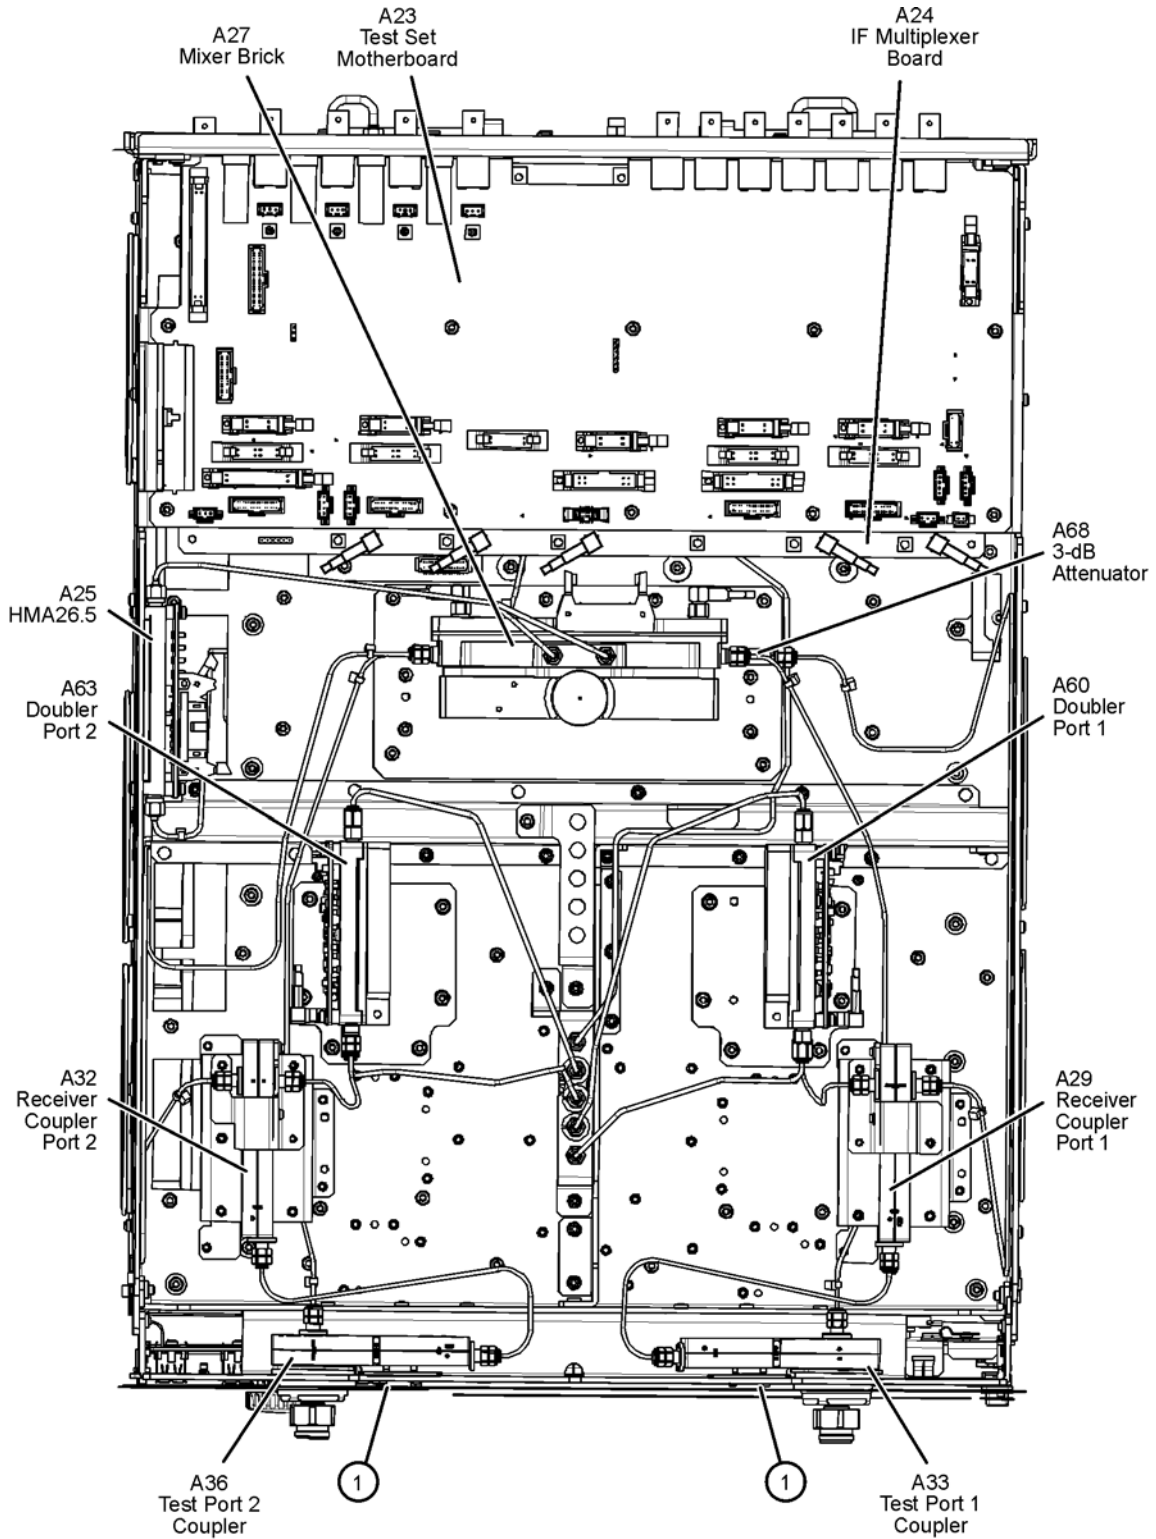 A27
Mixer Brick
A23
Test Set
Motherboard
A24
IF Multiplexer
Board
A68
3-dB
Attenuator
A25
HMA26.5
A63
Doubler
Port 2
A60
Doubler
Port 1
A32
Receiver
Coupler
Port 2
A29
Receiver
Coupler
Port 1
A36
Test Port 2
Coupler
1
1
A33
Test Port 1
Coupler